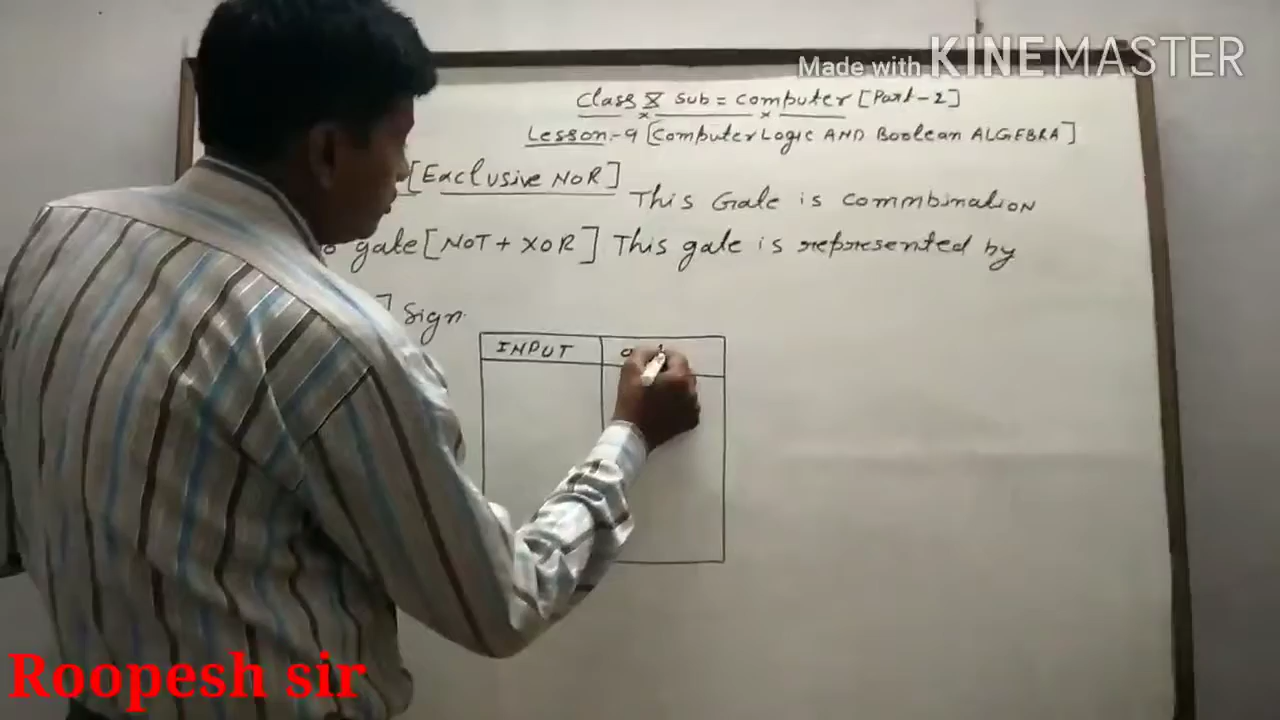 Made with KINEMASTER
Class X Sub = Computer [Part-2]
Lesson-9 [Computer Logic AND Boolean ALGEBRA]
[Exclusive NOR] This Gate is commbination
gate [NOT + XOR] This gate is represented by
] Sign.
INPUT
Roopesh sir